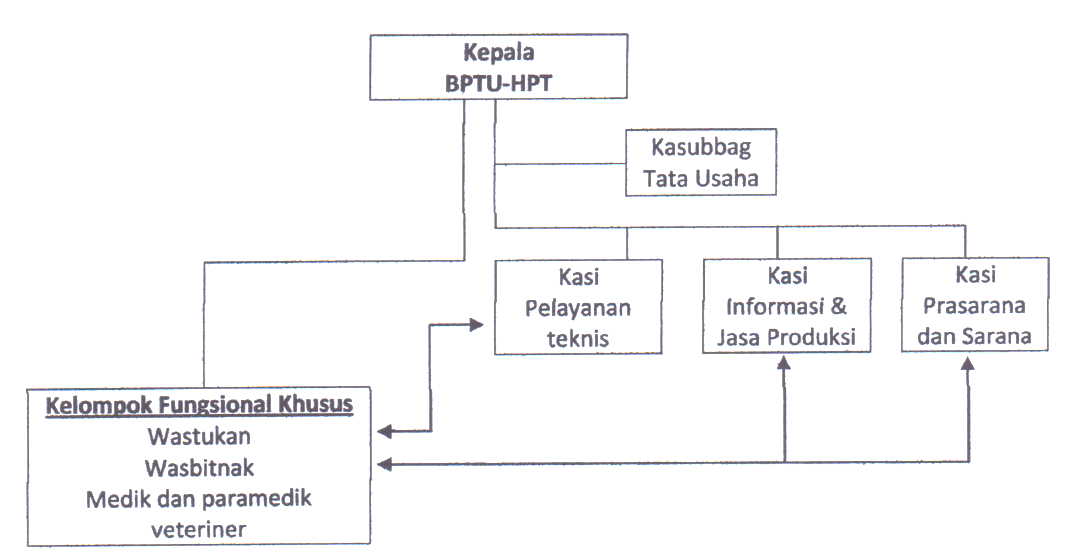 Kepala
BPTU-HPT
Kasubbag
Tata Usaha
Kasi
Pelayanan
teknis
Kasi
Informasi &
Jasa Produksi
Kasi
Prasarana
dan Sarana
Kelompok Fungsional Khusus
Wastukan
Wasbitnak
Medik dan paramedik
veteriner